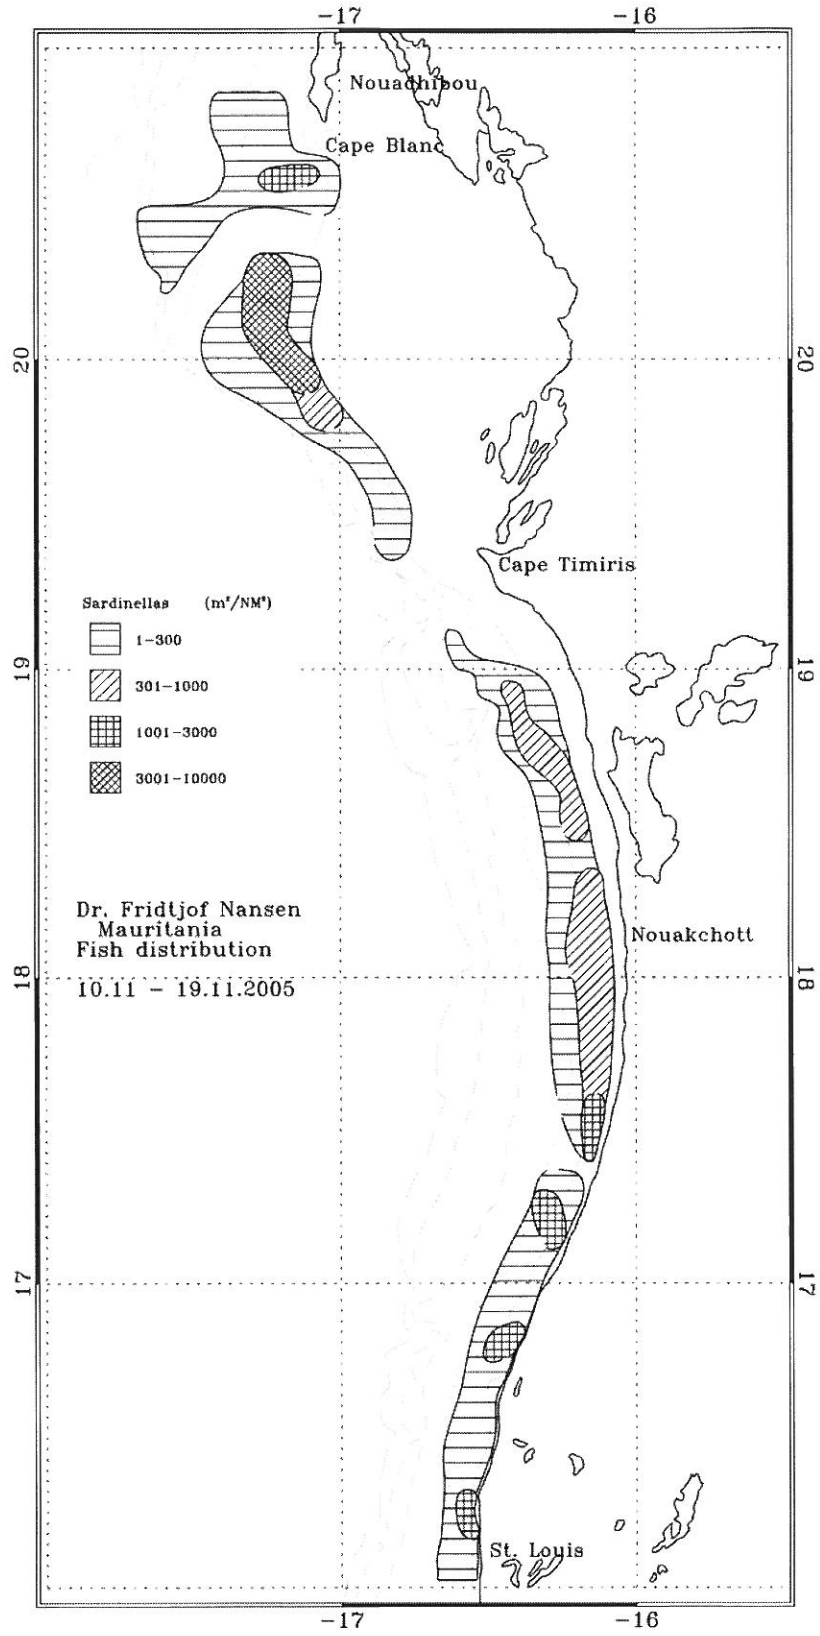 -17 -16
Nouadhibou
Cape Blanc
20 20
Cape Timiris
Sardinellas (m²/NM²)
1-300
19 19
301-1000
1001-3000
3001-10000
Dr. Fridtjof Nansen
Mauritania
Fish distribution
10.11 - 19.11.2005
Nouakchott
18 18
17 17
St. Louis
-17 -16